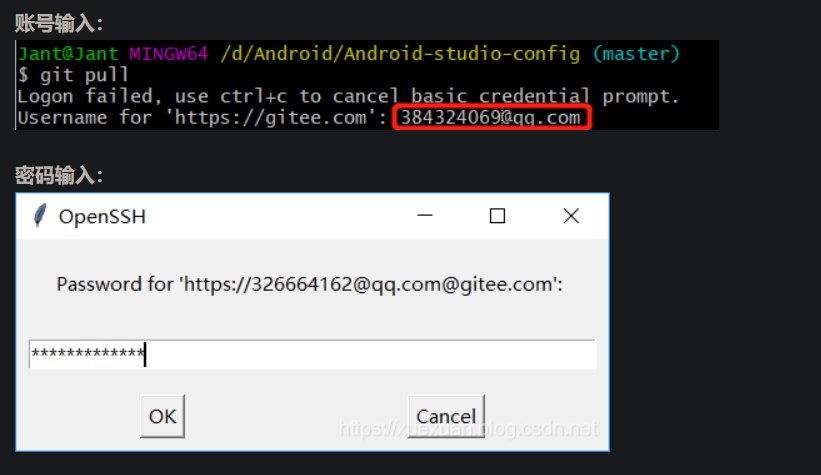 账号输入：
Jant@Jant MINGW64 /d/Android/Android-studio-config (master)
$ git pull
Logon failed, use ctrl+c to cancel basic credential prompt.
Username for 'https://gitee.com': 384324069@qq.com
密码输入：
OpenSSH
Password for 'https://326664162@qq.com@gitee.com':
*************
OK
Cancel
https://xuexuan.blog.csdn.net